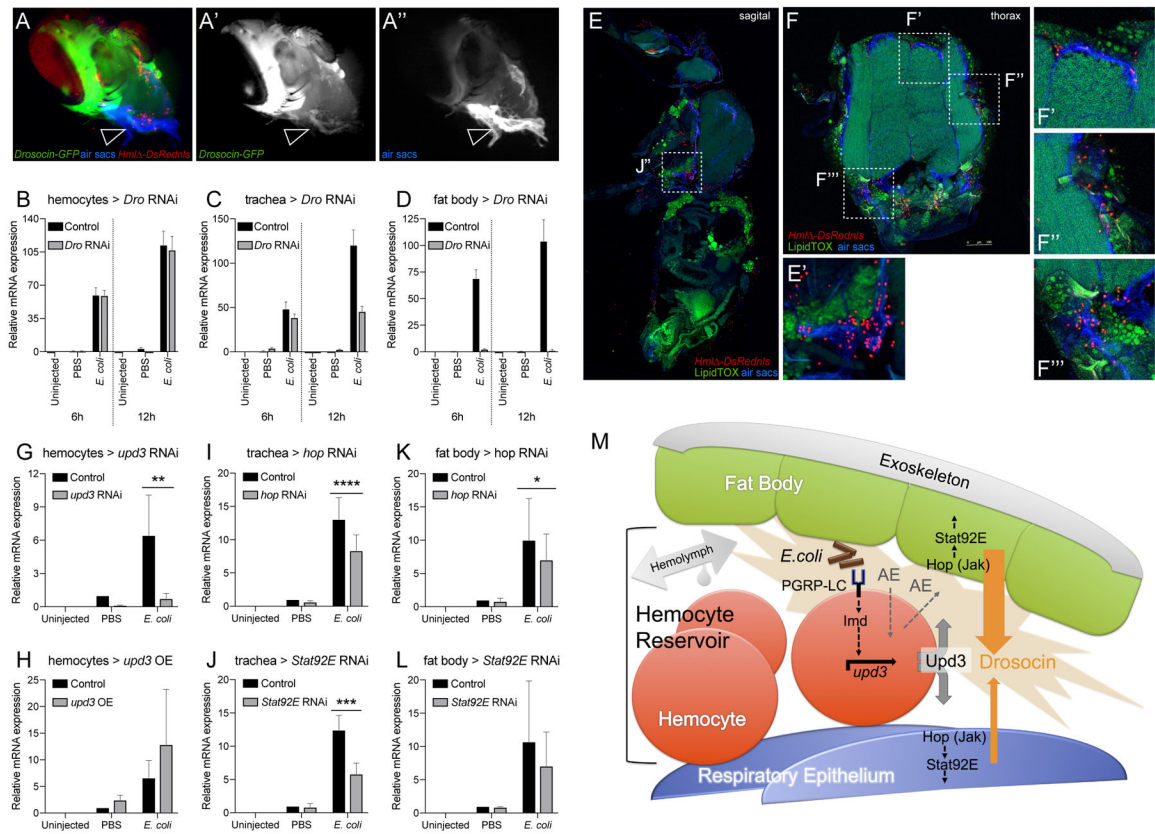 A
Drosocin-GFP air sacs HmlΔ-DsRednls
A'
Drosocin-GFP
A''
air sacs
B
hemocytes > Dro RNAi
Relative mRNA expression
140
105
70
35
0
Control
Dro RNAi
Uninjected
PBS
E. coli
Uninjected
PBS
E. coli
6h
12h
C
trachea > Dro RNAi
Relative mRNA expression
150
100
50
0
Control
Dro RNAi
Uninjected
PBS
E. coli
Uninjected
PBS
E. coli
6h
12h
D
fat body > Dro RNAi
Relative mRNA expression
120
90
60
30
0
Control
Dro RNAi
Uninjected
PBS
E. coli
Uninjected
PBS
E. coli
6h
12h
E
sagital
J''
HmlΔ-DsRednls
LipidTOX air sacs
F
F'
thorax
F''
F'''
HmlΔ-DsRednls
LipidTOX air sacs
E'
F'
F''
F'''
G
hemocytes > upd3 RNAi
Relative mRNA expression
12
9
6
3
0
Control
upd3 RNAi
**
Uninjected
PBS
E. coli
I
trachea > hop RNAi
Relative mRNA expression
20
15
10
5
0
Control
hop RNAi
****
Uninjected
PBS
E. coli
K
fat body > hop RNAi
Relative mRNA expression
20
15
10
5
0
Control
hop RNAi
*
Uninjected
PBS
E. coli
H
hemocytes > upd3 OE
Relative mRNA expression
25
20
15
10
5
0
Control
upd3 OE
Uninjected
PBS
E. coli
J
trachea > Stat92E RNAi
Relative mRNA expression
20
15
10
5
0
Control
Stat92E RNAi
***
Uninjected
PBS
E. coli
L
fat body > Stat92E RNAi
Relative mRNA expression
20
15
10
5
0
Control
Stat92E RNAi
Uninjected
PBS
E. coli
M
Exoskeleton
Fat Body
Stat92E
Hop (Jak)
Hemolymph
E.coli
PGRP-LC
AE
AE
Imd
Hemocyte
Reservoir
upd3
Upd3
Drosocin
Hemocyte
Hop (Jak)
Stat92E
Respiratory Epithelium